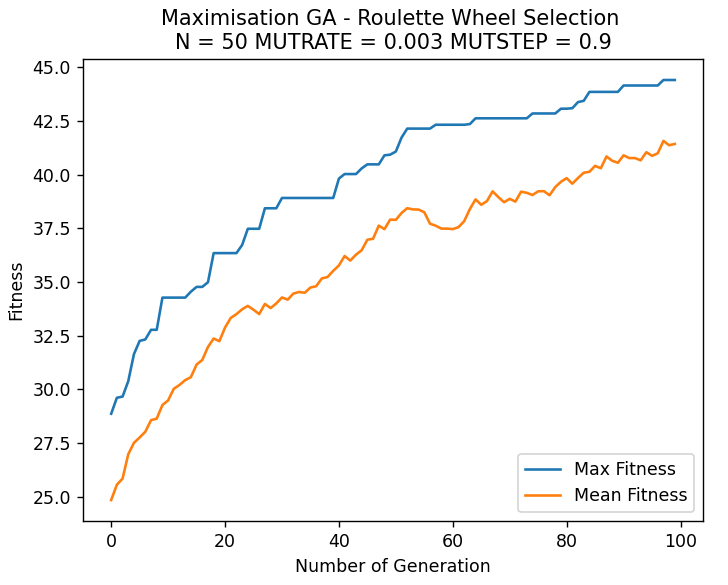 Maximisation GA - Roulette Wheel Selection
N = 50 MUTRATE = 0.003 MUTSTEP = 0.9
45.0
42.5
40.0
37.5
35.0
32.5
30.0
27.5
25.0
Fitness
Max Fitness
Mean Fitness
0 20 40 60 80 100
Number of Generation